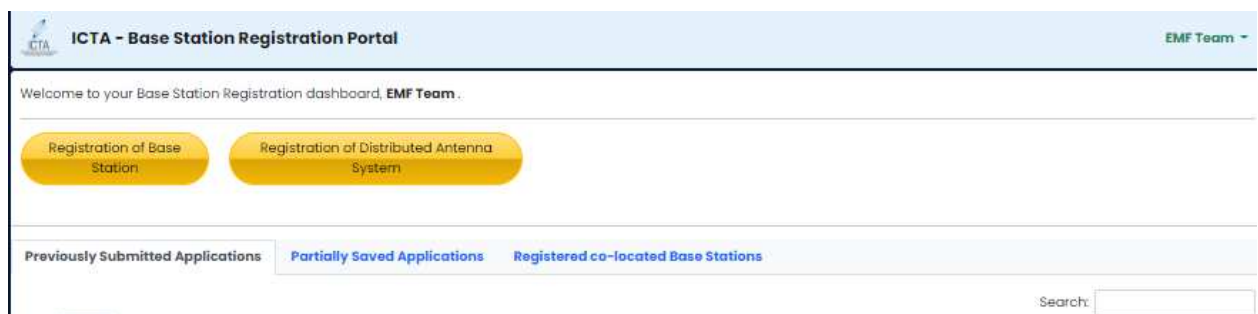 ICTA
ICTA - Base Station Registration Portal
EMF Team
Welcome to your Base Station Registration dashboard, EMF Team .
Registration of Base
Station
Registration of Distributed Antenna
System
Previously Submitted Applications
Partially Saved Applications
Registered co-located Base Stations
Search: